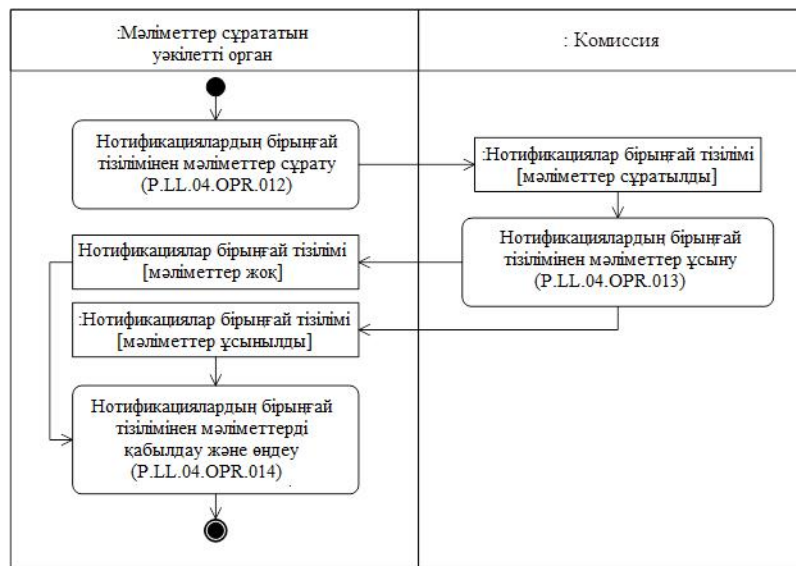 :Мәліметтер сұрататын
уәкілетті орган
: Комиссия
Нотификациялардың бірыңғай
тізілімінен мәліметтер сұрату
(P.LL.04.OPR.012)
:Нотификациялар бірыңғай тізілімі
[мәліметтер сұратылды]
Нотификациялардың бірыңғай
тізілімінен мәліметтер ұсыну
(P.LL.04.OPR.013)
Нотификациялар бірыңғай тізілімі
[мәліметтер жоқ]
:Нотификациялар бірыңғай тізілімі
[мәліметтер ұсынылды]
Нотификациялардың бірыңғай
тізілімінен мәліметтерді
қабылдау және өңдеу
(P.LL.04.OPR.014)